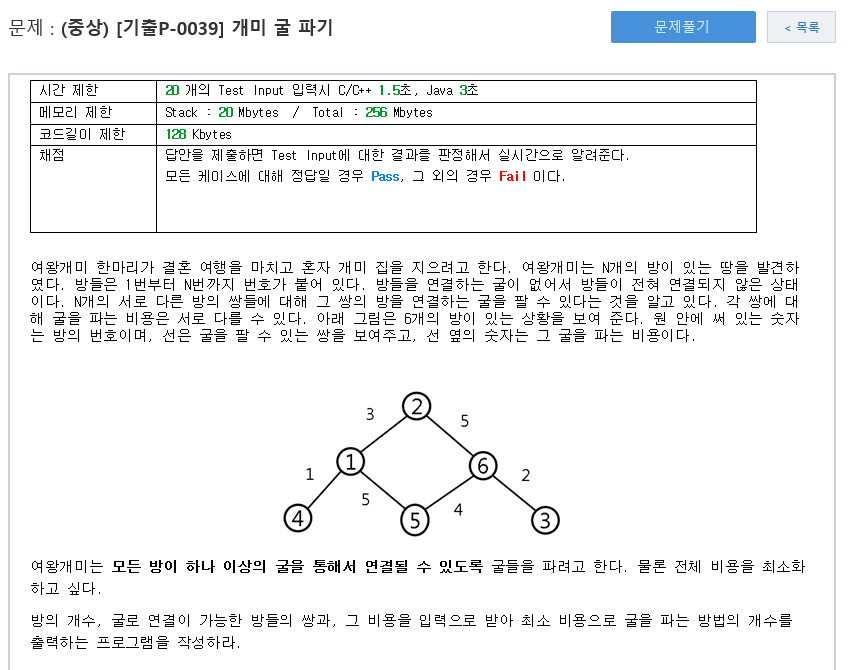 문제 : (중상) [기출P-0039] 개미 굴 파기
문제풀기
< 목록
시간 제한 20 개의 Test Input 입력시 C/C++ 1.5초, Java 3초
메모리 제한 Stack : 20 Mbytes / Total : 256 Mbytes
코드길이 제한 128 Kbytes
채점 답안을 제출하면 Test Input에 대한 결과를 판정해서 실시간으로 알려준다.
모든 케이스에 대해 정답일 경우 Pass, 그 외의 경우 Fail 이다.
여왕개미 한마리가 결혼 여행을 마치고 혼자 개미 집을 지으려고 한다. 여왕개미는 N개의 방이 있는 땅을 발견하
였다. 방들은 1번부터 N번까지 번호가 붙어 있다. 방들을 연결하는 굴이 없어서 방들이 전혀 연결되지 않은 상태
이다. N개의 서로 다른 방의 쌍들에 대해 그 쌍의 방을 연결하는 굴을 팔 수 있다는 것을 알고 있다. 각 쌍에 대
해 굴을 파는 비용은 서로 다를 수 있다. 아래 그림은 6개의 방이 있는 상황을 보여 준다. 원 안에 써 있는 숫자
는 방의 번호이며, 선은 굴을 팔 수 있는 쌍을 보여주고, 선 옆의 숫자는 그 굴을 파는 비용이다.
2
3
5
1
6
1
2
5
4
4
5
3
여왕개미는 모든 방이 하나 이상의 굴을 통해서 연결될 수 있도록 굴들을 파려고 한다. 물론 전체 비용을 최소화
하고 싶다.
방의 개수, 굴로 연결이 가능한 방들의 쌍과, 그 비용을 입력으로 받아 최소 비용으로 굴을 파는 방법의 개수를
출력하는 프로그램을 작성하라.